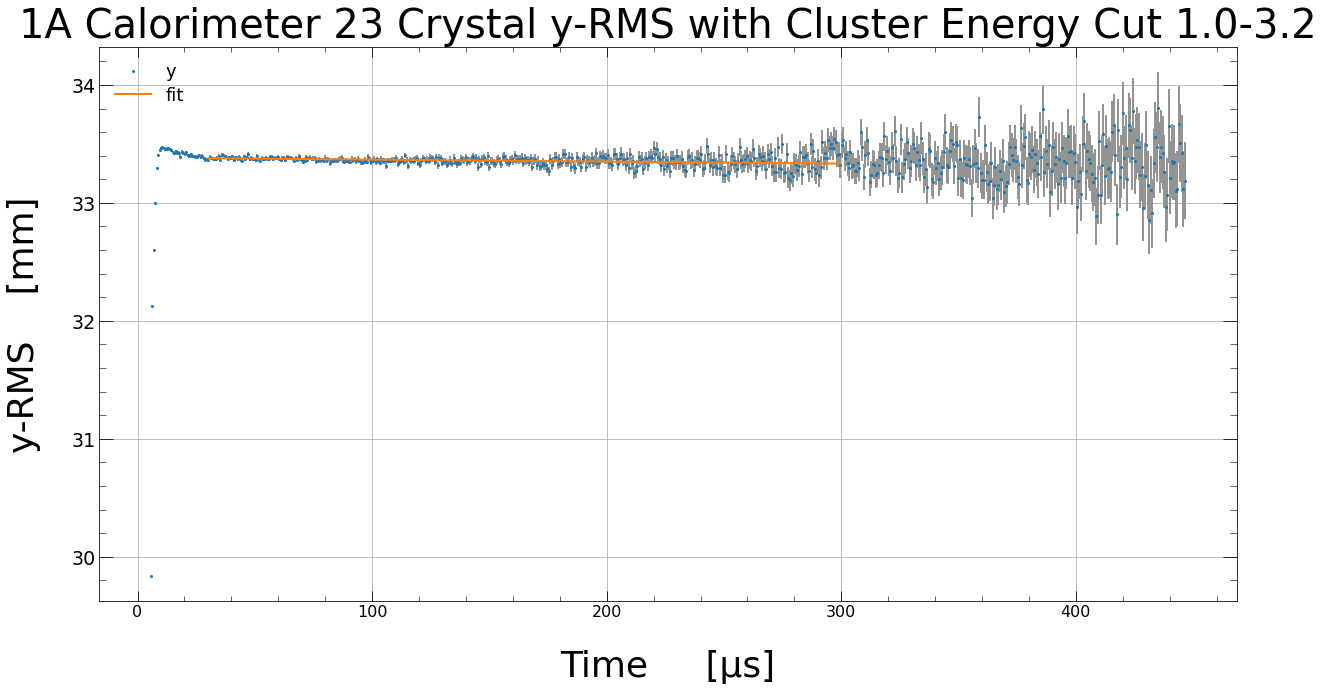 1A Calorimeter 23 Crystal y-RMS with Cluster Energy Cut 1.0-3.2
y
fit
34
33
32
31
30
y-RMS [mm]
0 100 200 300 400
Time [µs]